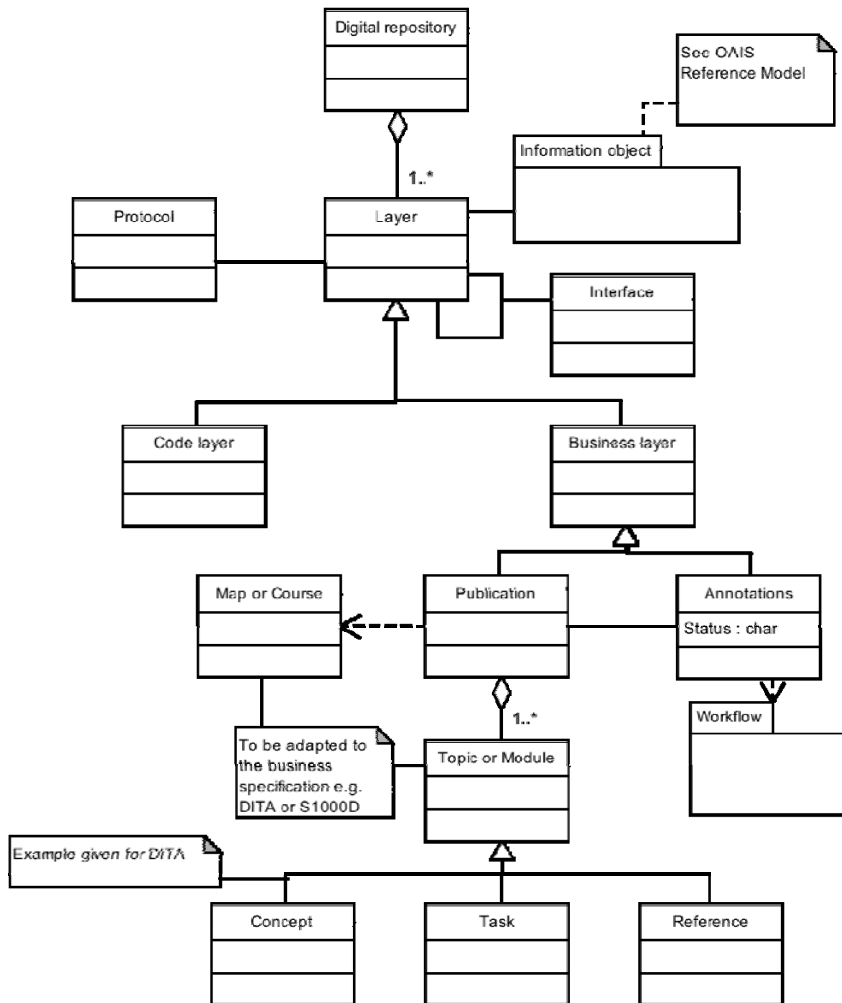 Digital repository
See OAIS
Reference Model
Information object
1..*
Protocol
Layer
Interface
Code layer
Business layer
Map or Course
Publication
Annotations
Status : char
1..*
Workflow
To be adapted to
the business
specification e.g.
DITA or S1000D
Topic or Module
Example given for DITA
Concept
Task
Reference